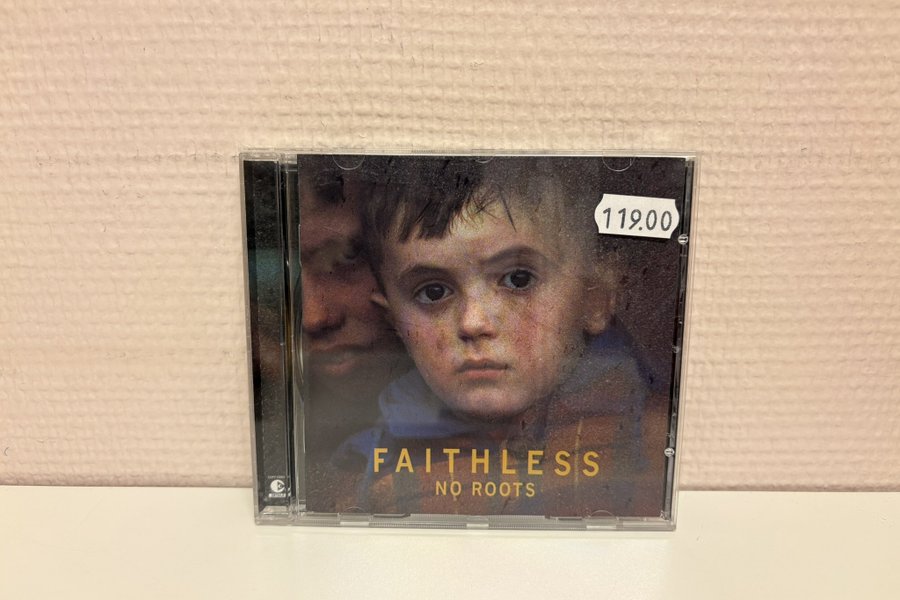 119.00
FAITHLESS
NO ROOTS